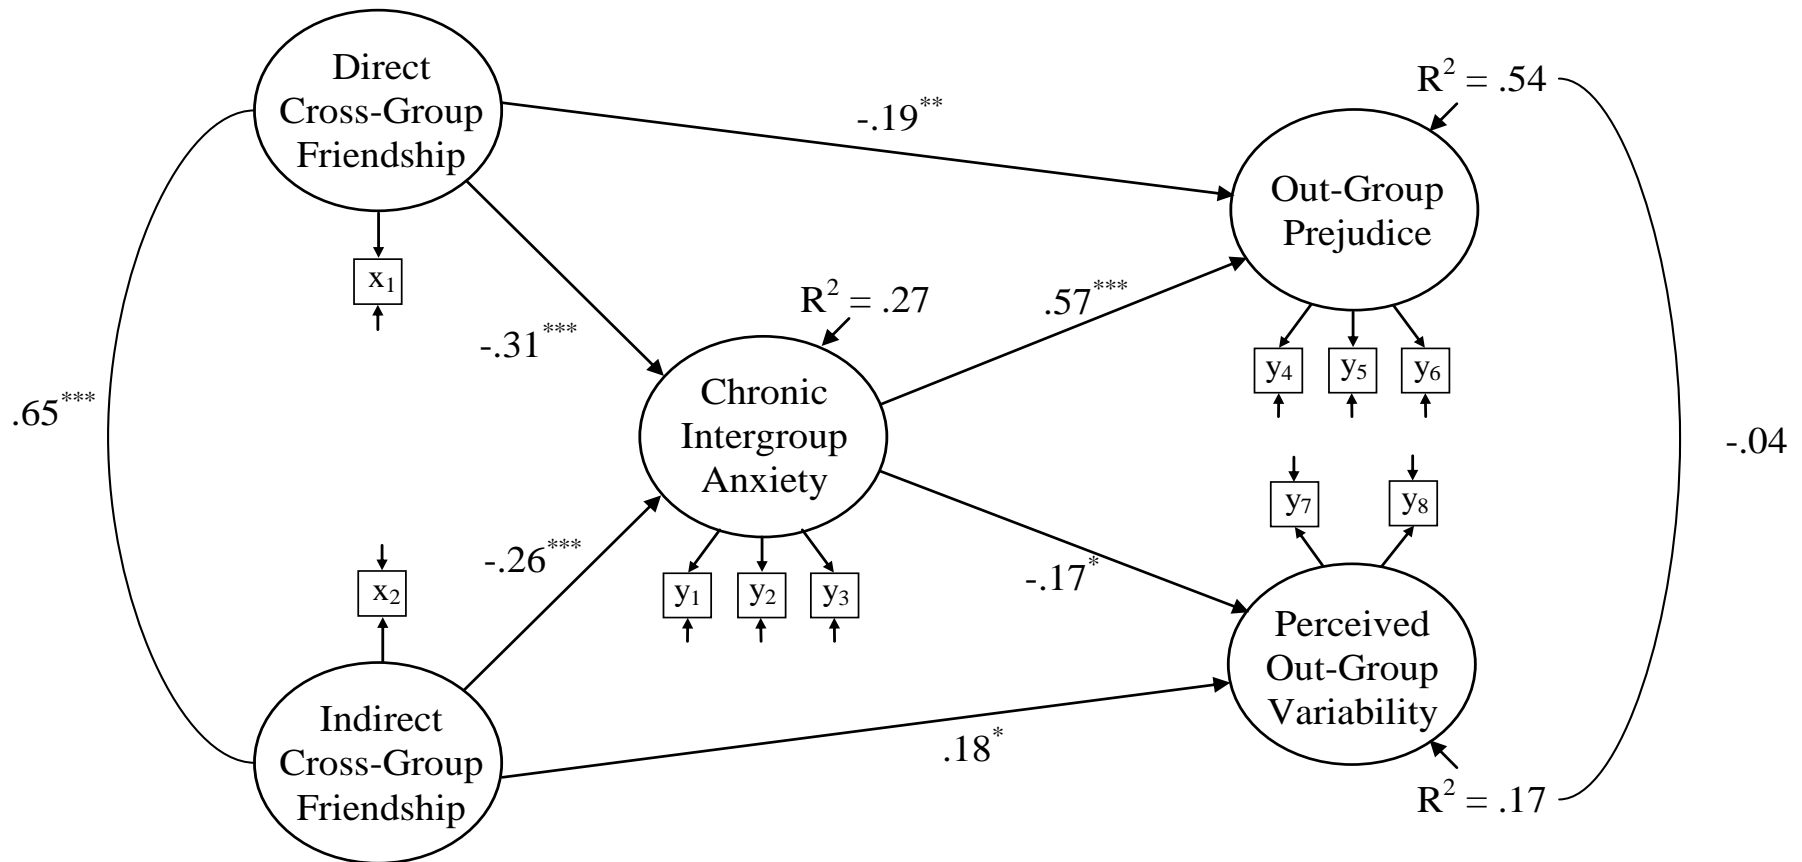 Direct
Cross-Group
Friendship
R² = .54
-.19**
Out-Group
Prejudice
x₁
R² = .27
.57***
-.31***
y₄ y₅ y₆
.65***
Chronic
Intergroup
Anxiety
-.04
y₇ y₈
-.26***
-.17*
x₂
y₁ y₂ y₃
Perceived
Out-Group
Variability
Indirect
Cross-Group
Friendship
.18*
R² = .17